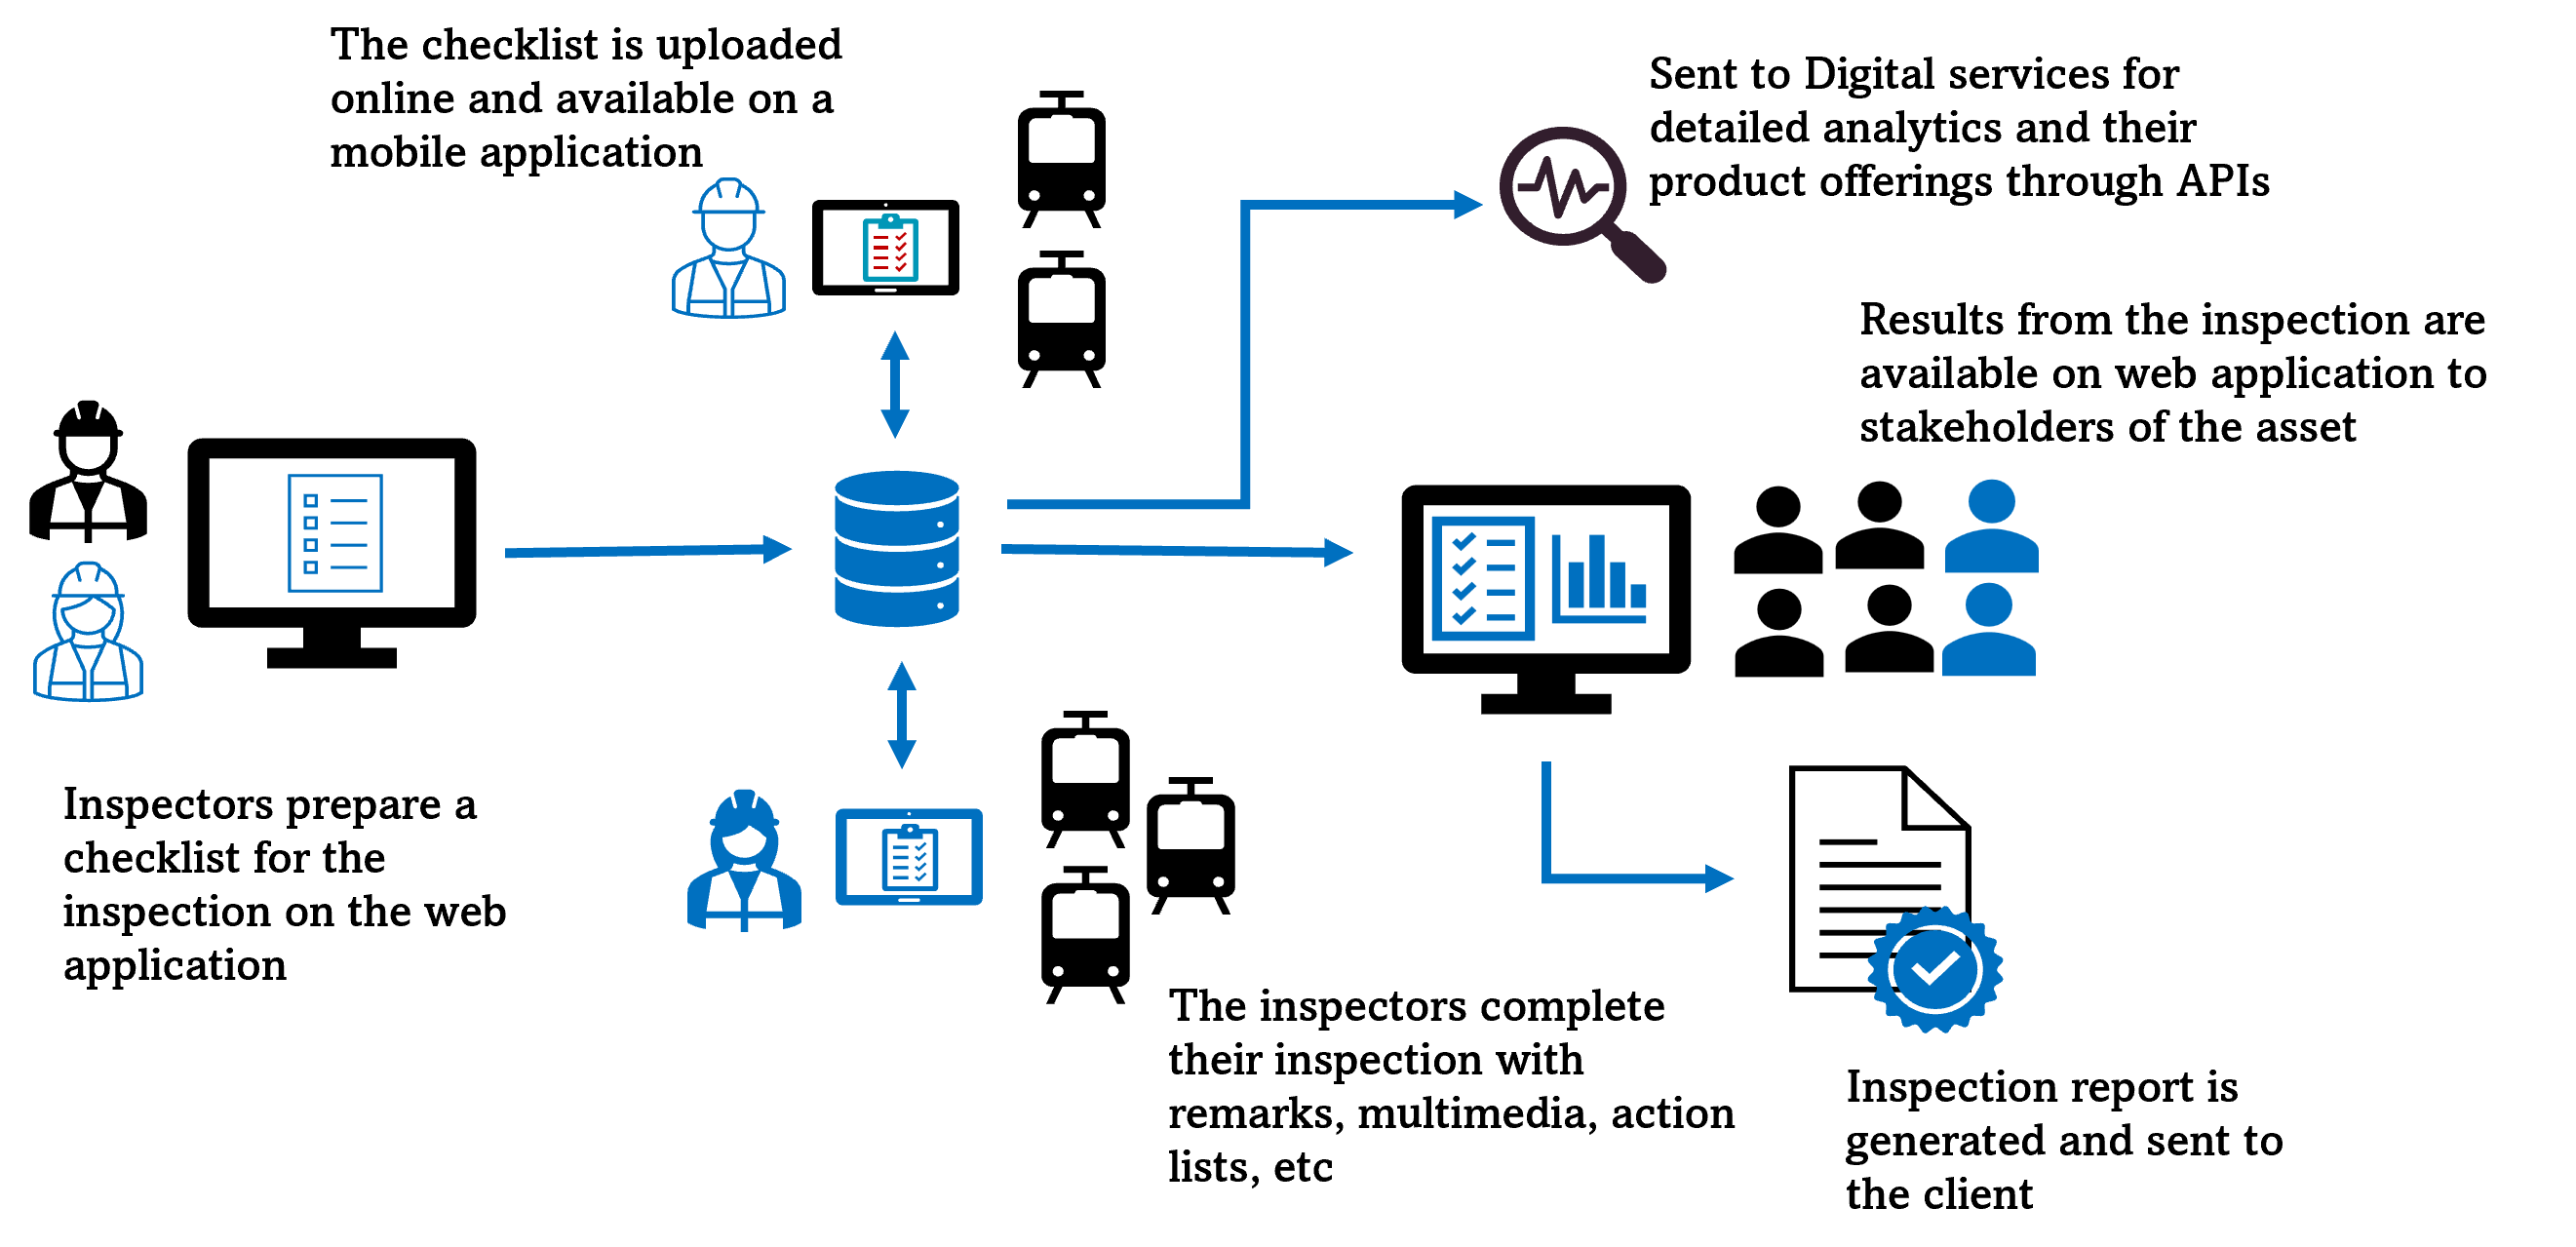 The checklist is uploaded
online and available on a
mobile application
Sent to Digital services for
detailed analytics and their
product offerings through APIs
Results from the inspection are
available on web application to
stakeholders of the asset
Inspectors prepare a
checklist for the
inspection on the web
application
The inspectors complete
their inspection with
remarks, multimedia, action
lists, etc
Inspection report is
generated and sent to
the client